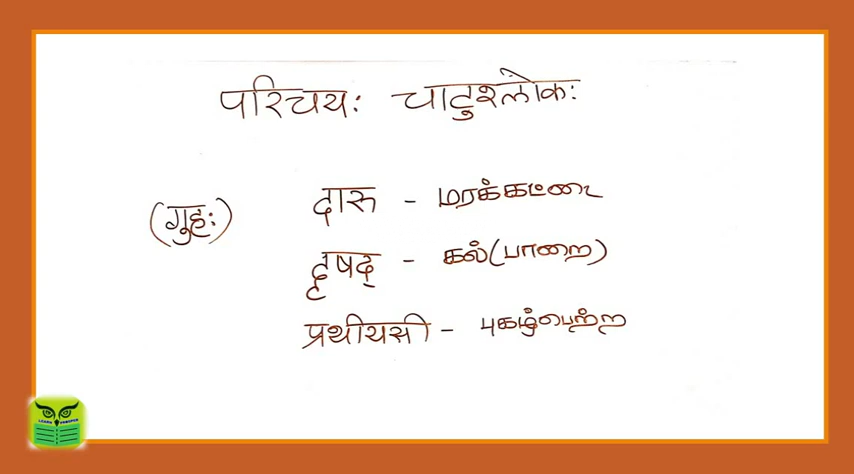 परिचयः चाटुश्लोकः
(गुहः)
दारु - மரக்கட்டை
दृषद् - கல்(பாறை)
प्रथीयसी - புகழ்பெற்ற